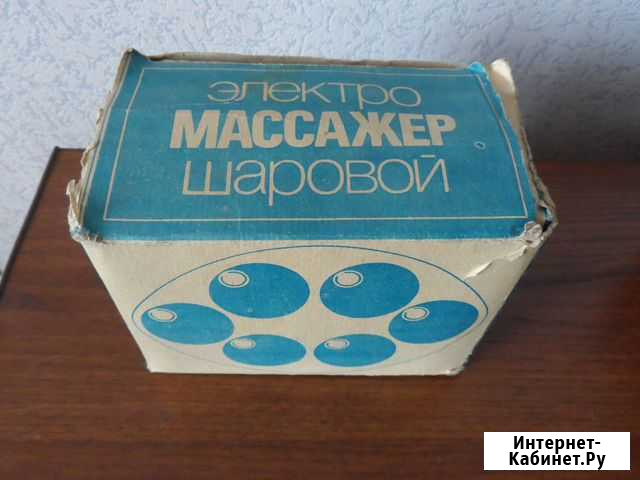 электро
МАССАЖЕР
шаровой
Интернет-
Кабинет.Ру